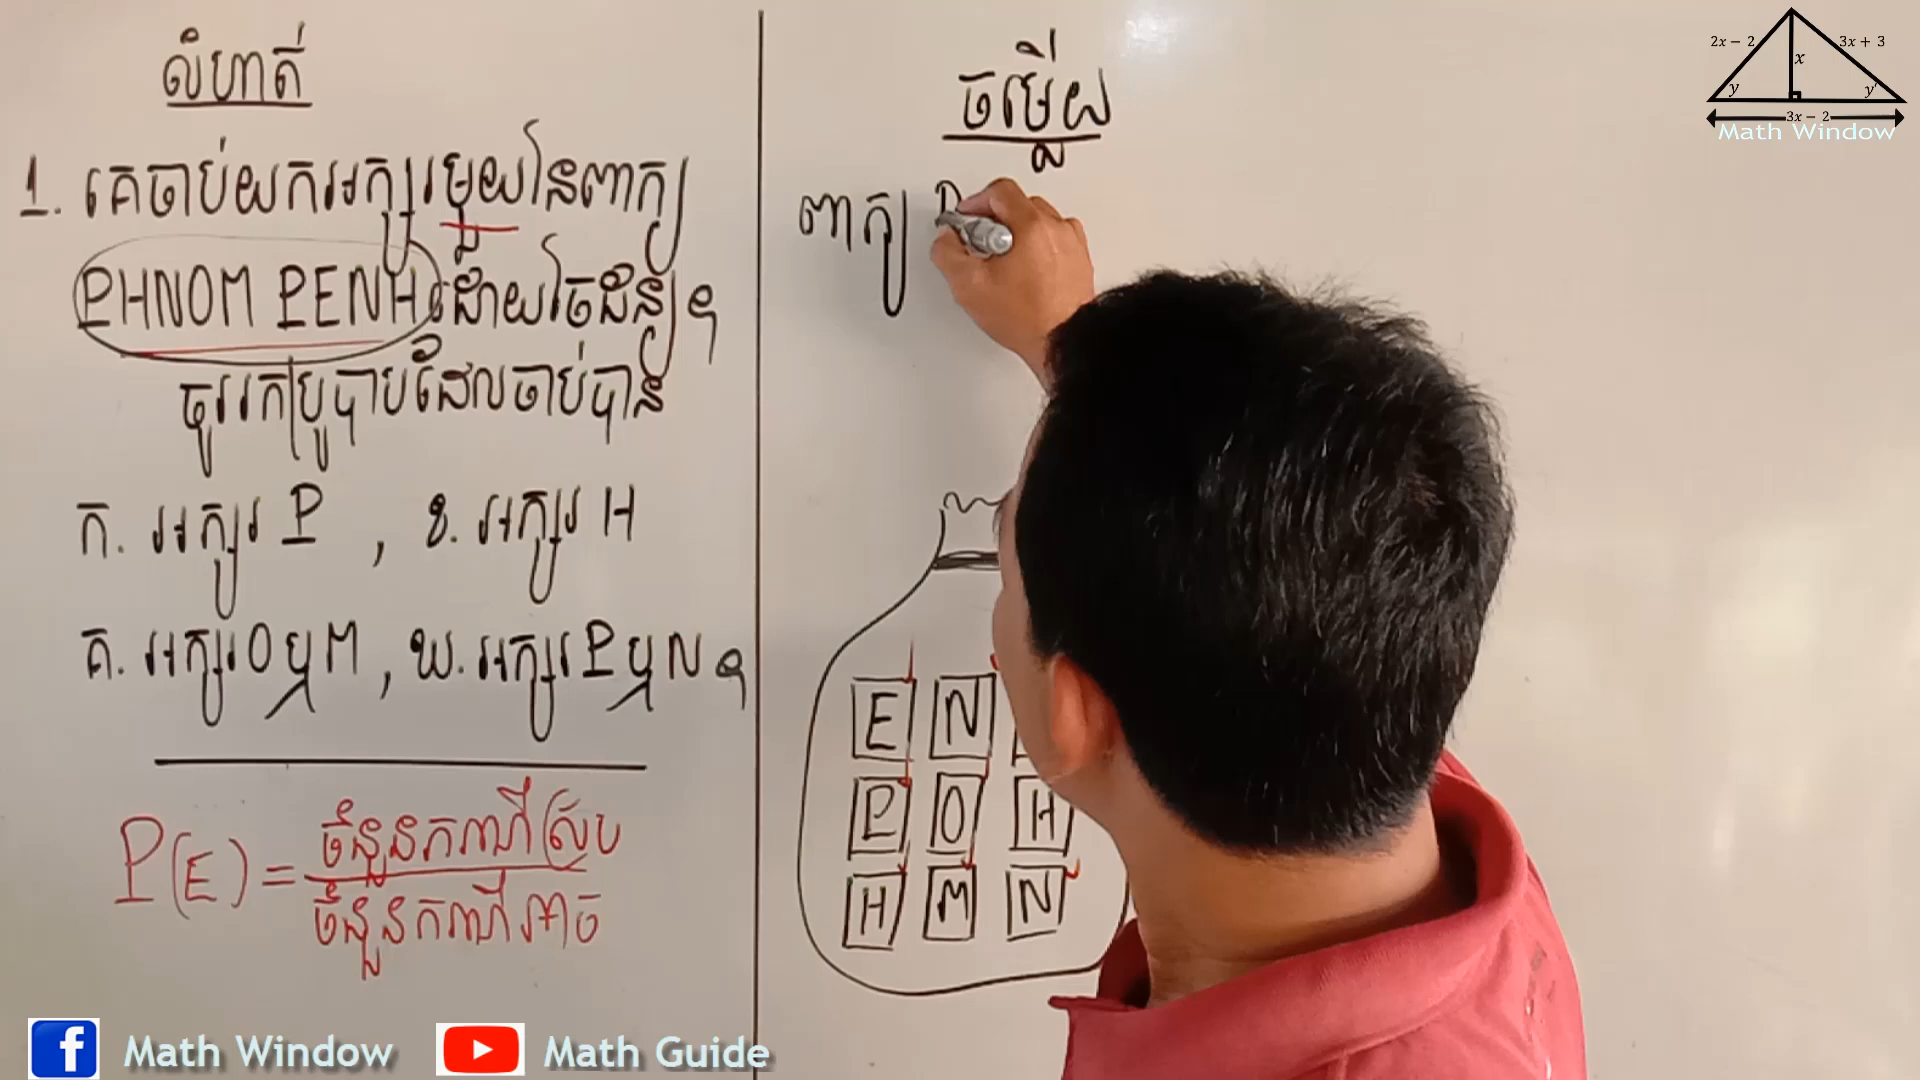 លំហាត់
1. គេចាប់យកអក្សរមួយនៃពាក្យ
PHNOM PENH ដោយចៃដន្យ ។
ចូររកប្រូបាបដែលចាប់បាន
ក. អក្សរ P , ខ. អក្សរ H
គ. អក្សរ O ឬ M , ឃ. អក្សរ P ឬ N ។
P(E) = ចំនួនករណីស្រប
ចំនួនករណីអាច
ចម្លើយ
ពាក្យ P
E N
P O H
H M N
2x − 2
3x + 3
x
y
y'
3x − 2
Math Window
Math Window
Math Guide